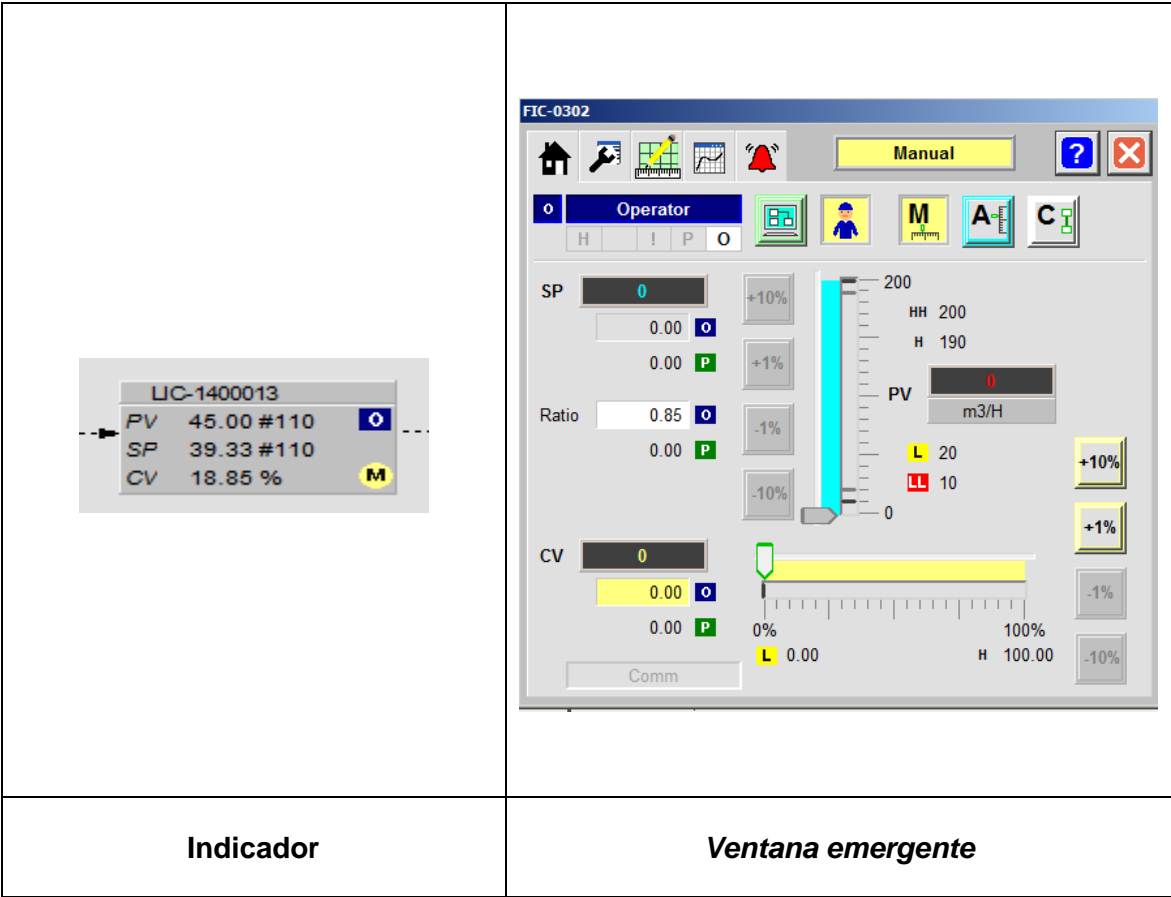 LIC-1400013
PV 45.00 #110 O
SP 39.33 #110
CV 18.85 % M
FIC-0302
Manual ?
O Operator
H ! P O
M A C
SP 0
0.00 O
0.00 P
Ratio 0.85 O
0.00 P
+10%
+1%
-1%
-10%
200
HH 200
H 190
PV 0
m3/H
L 20
LL 10
0
+10%
+1%
-1%
-10%
CV 0
0.00 O
0.00 P
0% 100%
L 0.00 H 100.00
Comm
Indicador
Ventana emergente